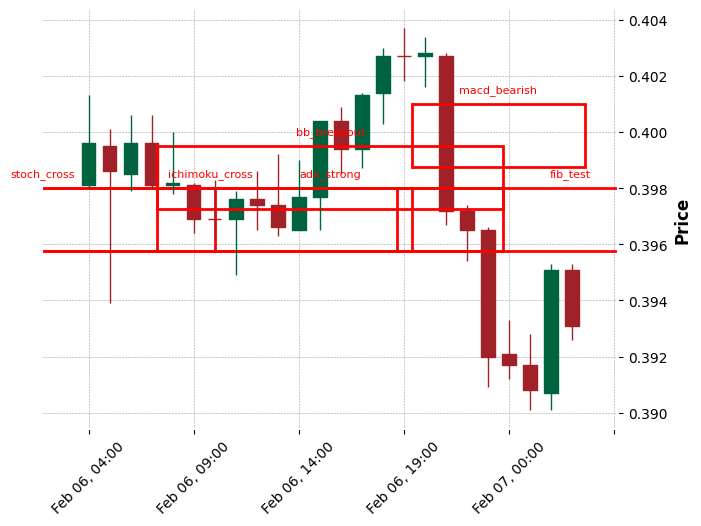 0.404
0.402
macd_bearish
0.400
bb_breakout
stoch_cross
ichimoku_cross
adx_strong
fib_test
0.398
0.396
0.394
0.392
0.390
Price
Feb 06, 04:00
Feb 06, 09:00
Feb 06, 14:00
Feb 06, 19:00
Feb 07, 00:00